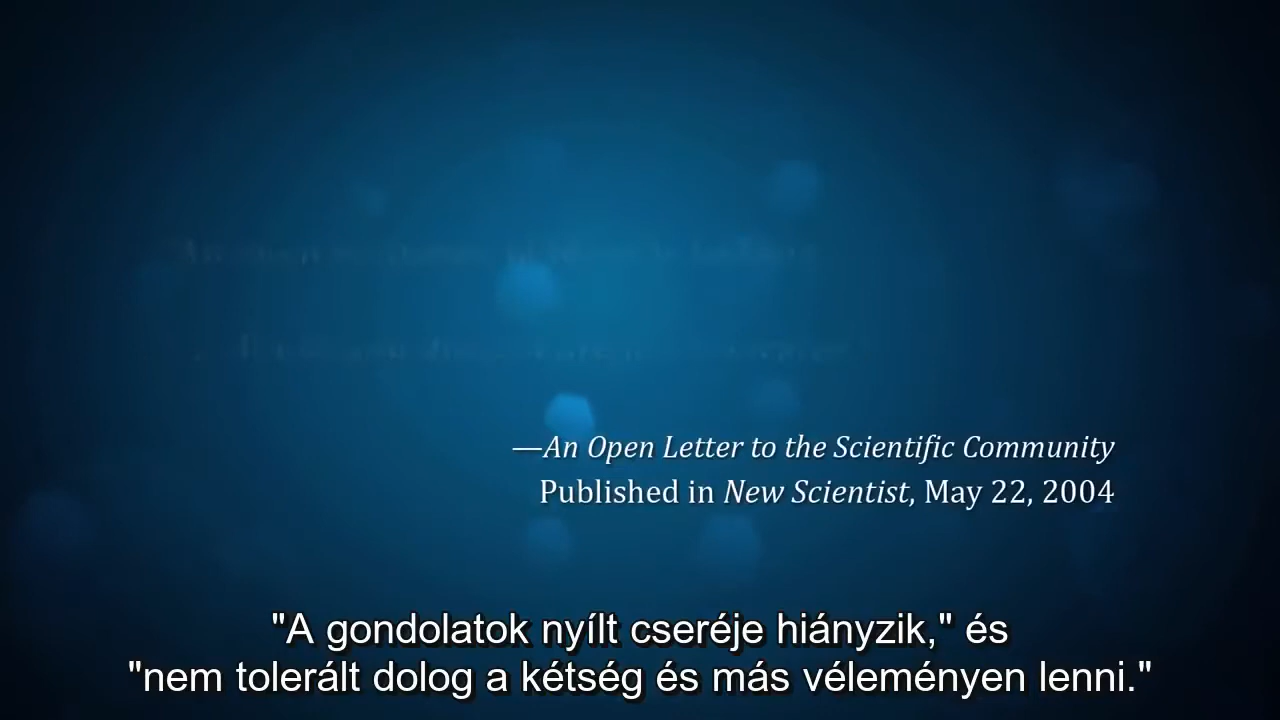 —An Open Letter to the Scientific Community
Published in New Scientist, May 22, 2004
"A gondolatok nyílt cseréje hiányzik," és
"nem tolerált dolog a kétség és más véleményen lenni."